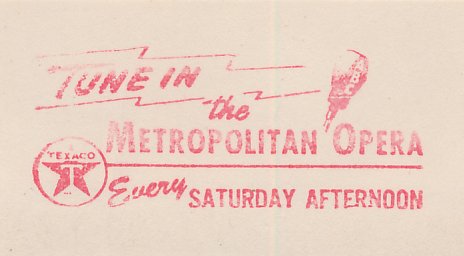 TUNE IN
the
METROPOLITAN OPERA
TEXACO
T
Every SATURDAY AFTERNOON